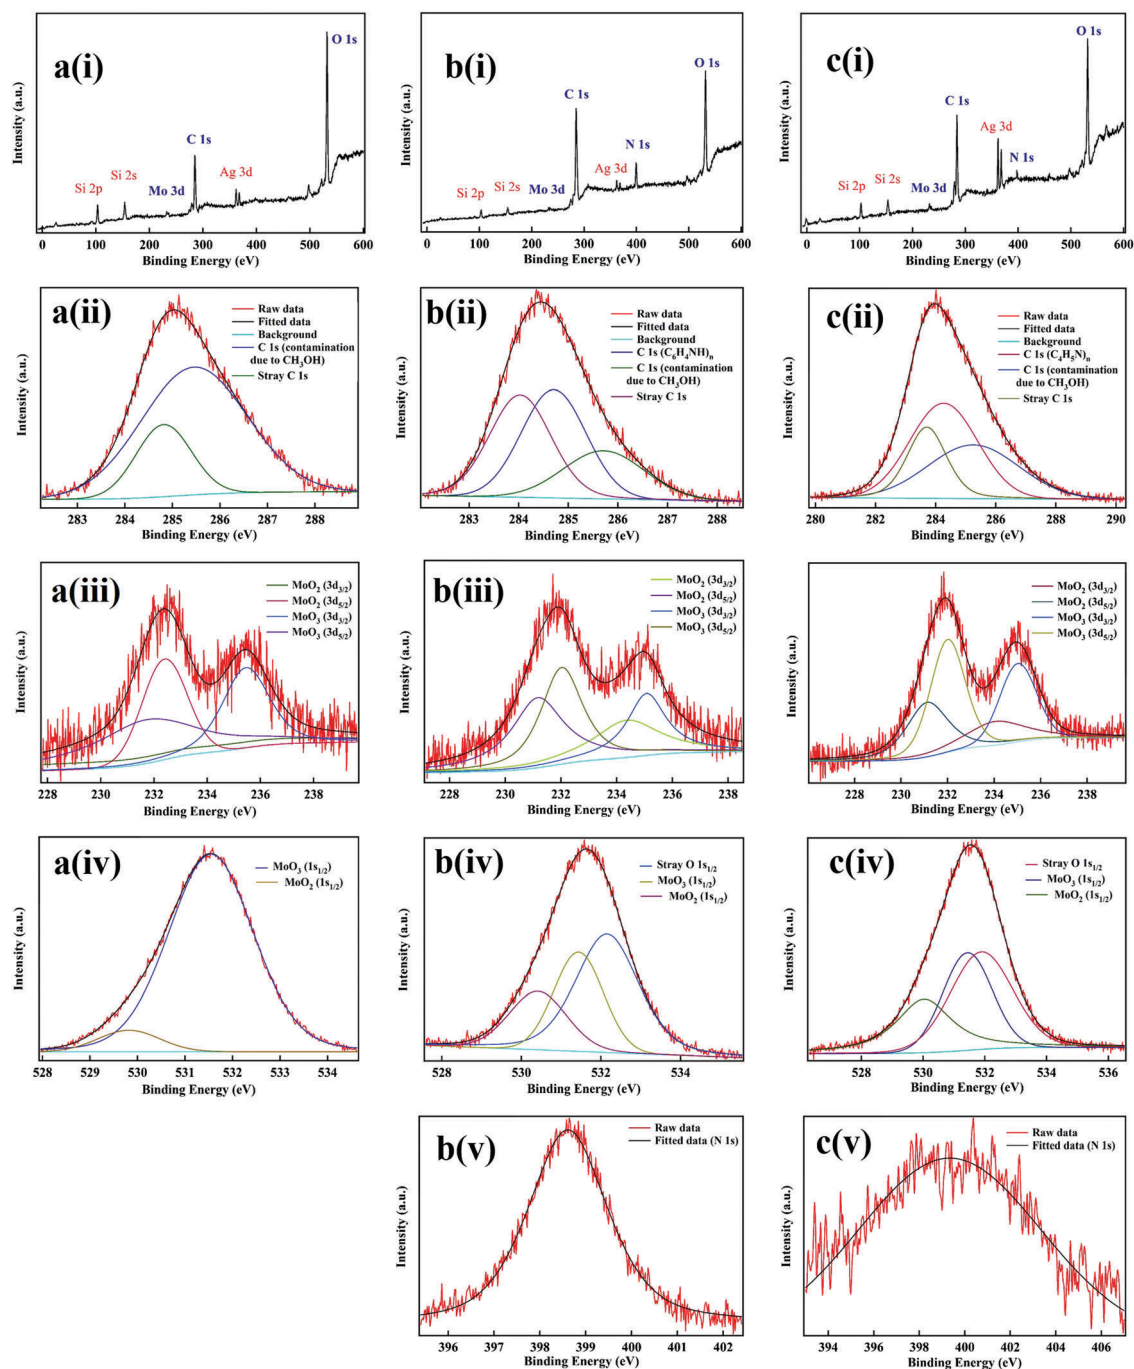 a(i)
O 1s
C 1s
Ag 3d
Si 2s
Si 2p
Mo 3d
Intensity (a.u.)
0 100 200 300 400 500 600
Binding Energy (eV)
b(i)
O 1s
C 1s
N 1s
Ag 3d
Si 2s
Si 2p
Mo 3d
Intensity (a.u.)
0 100 200 300 400 500 600
Binding Energy (eV)
c(i)
O 1s
C 1s
Ag 3d
N 1s
Si 2s
Si 2p
Mo 3d
Intensity (a.u.)
0 100 200 300 400 500 600
Binding Energy (eV)
a(ii)
Raw data
Fitted data
Background
C 1s (contamination
due to CH₃OH)
Stray C 1s
Intensity (a.u.)
283 284 285 286 287 288
Binding Energy (eV)
b(ii)
Raw data
Fitted data
Background
C 1s (C₆H₄NH)ₙ
C 1s (contamination
due to CH₃OH)
Stray C 1s
Intensity (a.u.)
283 284 285 286 287 288
Binding Energy (eV)
c(ii)
Raw data
Fitted data
Background
C 1s (C₄H₅N)ₙ
C 1s (contamination
due to CH₃OH)
Stray C 1s
Intensity (a.u.)
280 282 284 286 288 290
Binding Energy (eV)
a(iii)
MoO₂ (3d₃/₂)
MoO₂ (3d₅/₂)
MoO₃ (3d₃/₂)
MoO₃ (3d₅/₂)
Intensity (a.u.)
228 230 232 234 236 238
Binding Energy (eV)
b(iii)
MoO₂ (3d₃/₂)
MoO₂ (3d₅/₂)
MoO₃ (3d₃/₂)
MoO₃ (3d₅/₂)
Intensity (a.u.)
228 230 232 234 236 238
Binding Energy (eV)
c(iii)
MoO₂ (3d₃/₂)
MoO₂ (3d₅/₂)
MoO₃ (3d₃/₂)
MoO₃ (3d₅/₂)
Intensity (a.u.)
228 230 232 234 236 238
Binding Energy (eV)
a(iv)
MoO₃ (1s₁/₂)
MoO₂ (1s₁/₂)
Intensity (a.u.)
528 529 530 531 532 533 534
Binding Energy (eV)
b(iv)
Stray O 1s₁/₂
MoO₃ (1s₁/₂)
MoO₂ (1s₁/₂)
Intensity (a.u.)
528 530 532 534
Binding Energy (eV)
c(iv)
Stray O 1s₁/₂
MoO₃ (1s₁/₂)
MoO₂ (1s₁/₂)
Intensity (a.u.)
528 530 532 534 536
Binding Energy (eV)
b(v)
Raw data
Fitted data (N 1s)
Intensity (a.u.)
396 397 398 399 400 401 402
Binding Energy (eV)
c(v)
Raw data
Fitted data (N 1s)
Intensity (a.u.)
394 396 398 400 402 404 406
Binding Energy (eV)